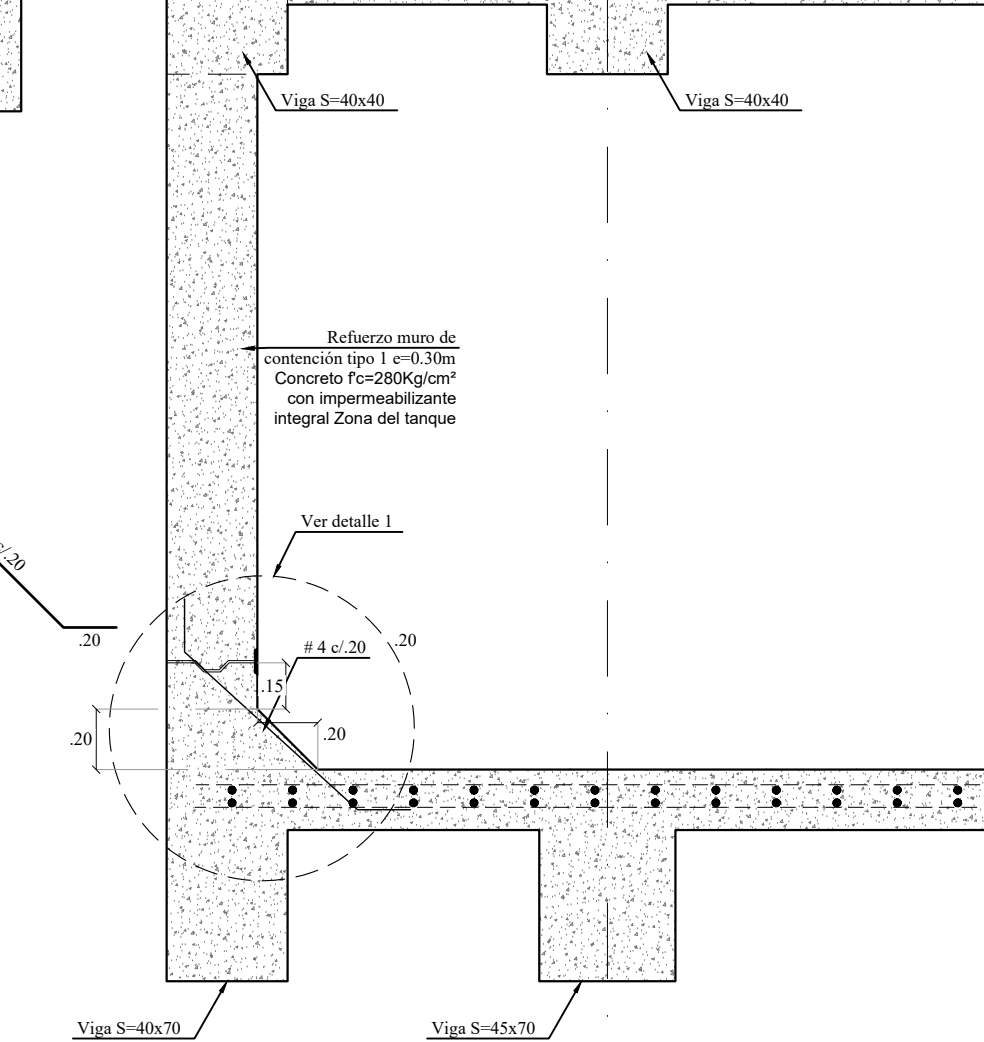 Viga S=40x40
Viga S=40x40
Refuerzo muro de
contención tipo 1 e=0.30m
Concreto f'c=280Kg/cm²
con impermeabilizante
integral Zona del tanque
Ver detalle 1
c/.20
.20
# 4 c/.20
.20
.15
.20
.20
Viga S=40x70
Viga S=45x70